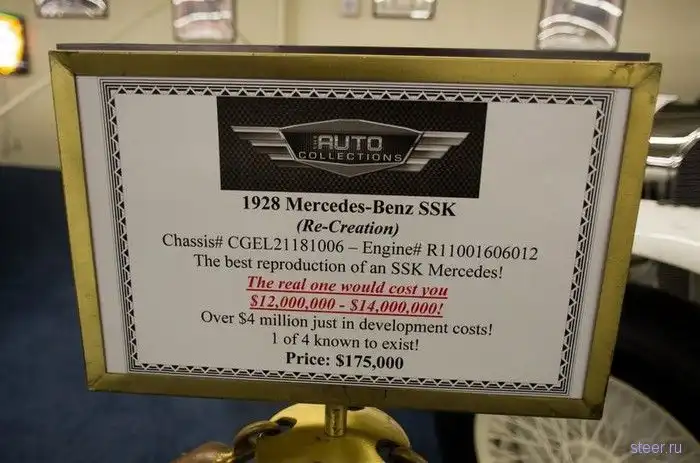 THE AUTO
COLLECTIONS
1928 Mercedes-Benz SSK
(Re-Creation)
Chassis# CGEL21181006 – Engine# R11001606012
The best reproduction of an SSK Mercedes!
The real one would cost you
$12,000,000 - $14,000,000!
Over $4 million just in development costs!
1 of 4 known to exist!
Price: $175,000
steer.ru